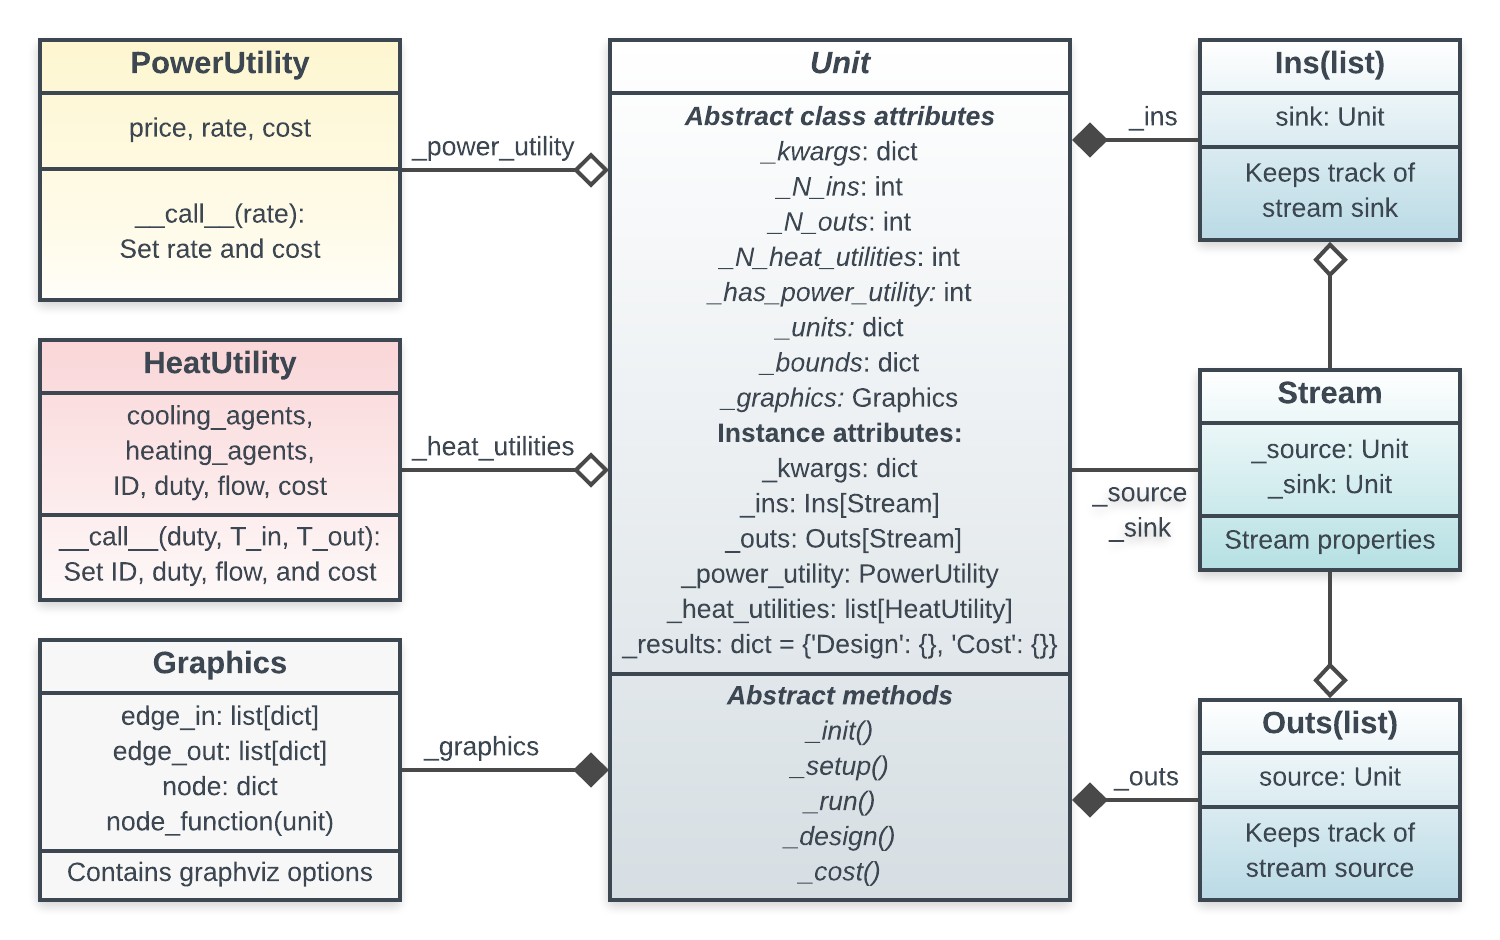 PowerUtility
price, rate, cost
__call__(rate):
Set rate and cost
_power_utility
HeatUtility
cooling_agents,
heating_agents,
ID, duty, flow, cost
__call__(duty, T_in, T_out):
Set ID, duty, flow, and cost
_heat_utilities
Graphics
edge_in: list[dict]
edge_out: list[dict]
node: dict
node_function(unit)
Contains graphviz options
_graphics
Unit
Abstract class attributes
_kwargs: dict
_N_ins: int
_N_outs: int
_N_heat_utilities: int
_has_power_utility: int
_units: dict
_bounds: dict
_graphics: Graphics
Instance attributes:
_kwargs: dict
_ins: Ins[Stream]
_outs: Outs[Stream]
_power_utility: PowerUtility
_heat_utilities: list[HeatUtility]
_results: dict = {'Design': {}, 'Cost': {}}
Abstract methods
_init()
_setup()
_run()
_design()
_cost()
_ins
Ins(list)
sink: Unit
Keeps track of
stream sink
_source
_sink
Stream
_source: Unit
_sink: Unit
Stream properties
_outs
Outs(list)
source: Unit
Keeps track of
stream source